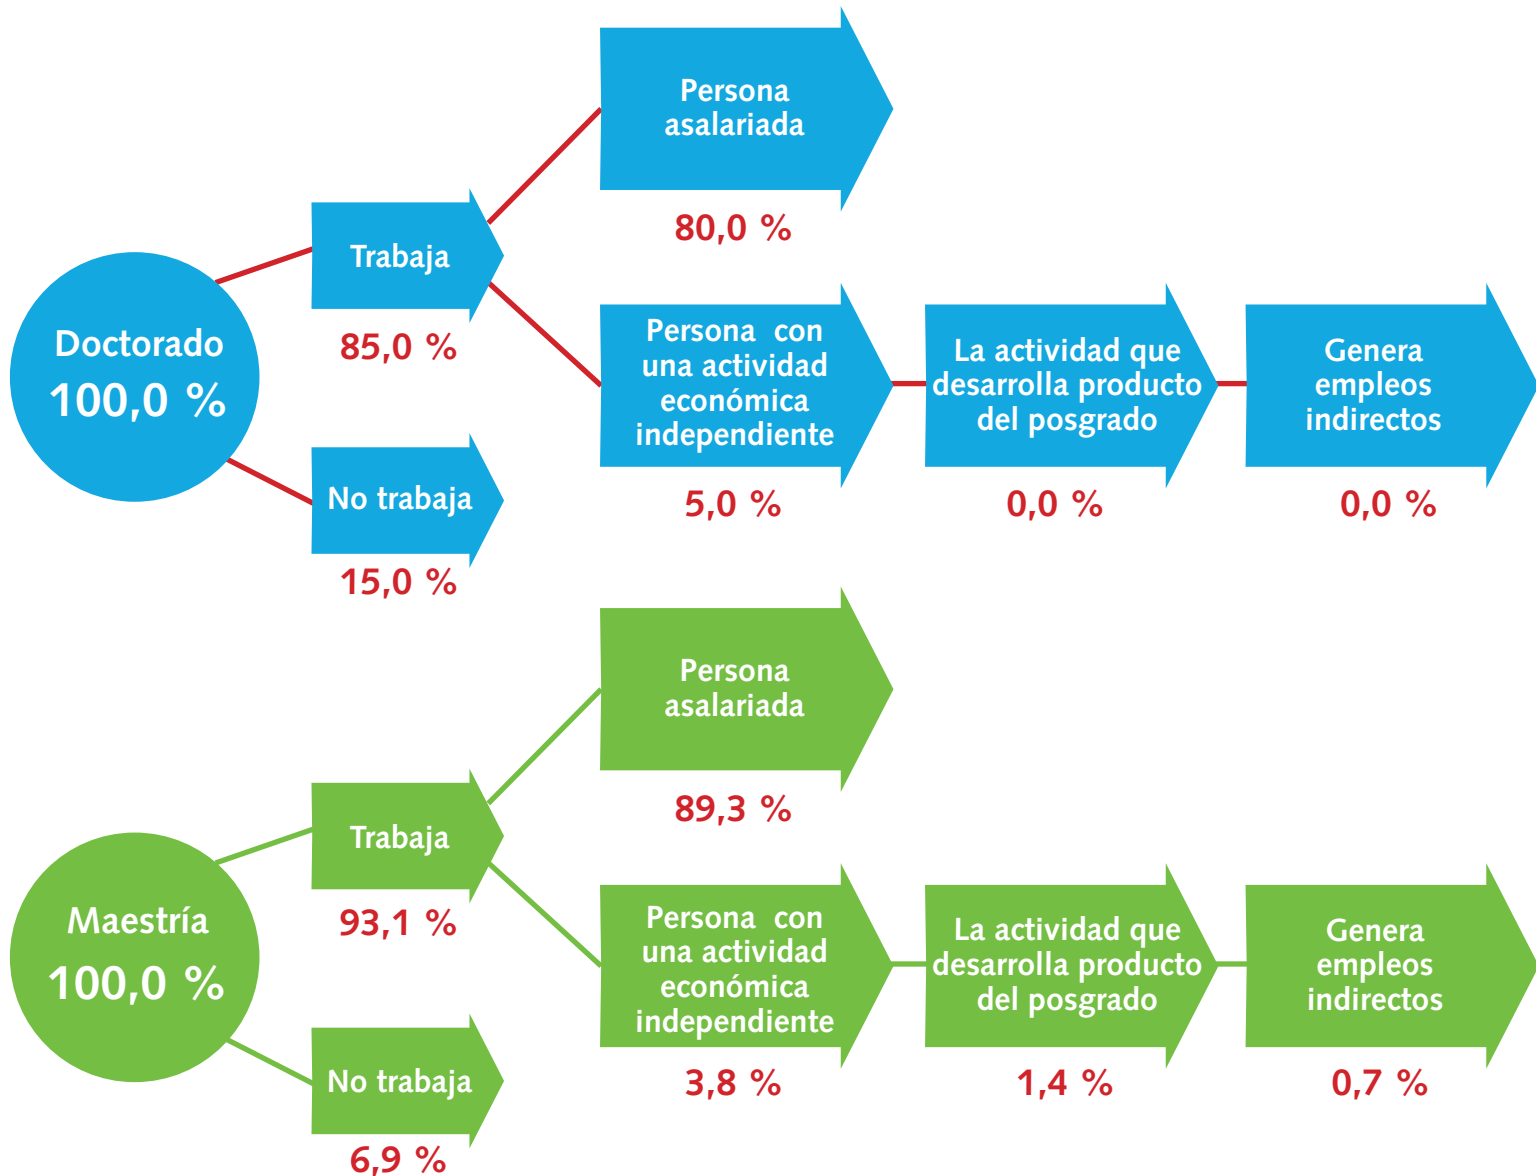 Doctorado
100,0 %
Trabaja
85,0 %
No trabaja
15,0 %
Persona
asalariada
80,0 %
Persona con
una actividad
económica
independiente
5,0 %
La actividad que
desarrolla producto
del posgrado
0,0 %
Genera
empleos
indirectos
0,0 %
Maestría
100,0 %
Trabaja
93,1 %
No trabaja
6,9 %
Persona
asalariada
89,3 %
Persona con
una actividad
económica
independiente
3,8 %
La actividad que
desarrolla producto
del posgrado
1,4 %
Genera
empleos
indirectos
0,7 %